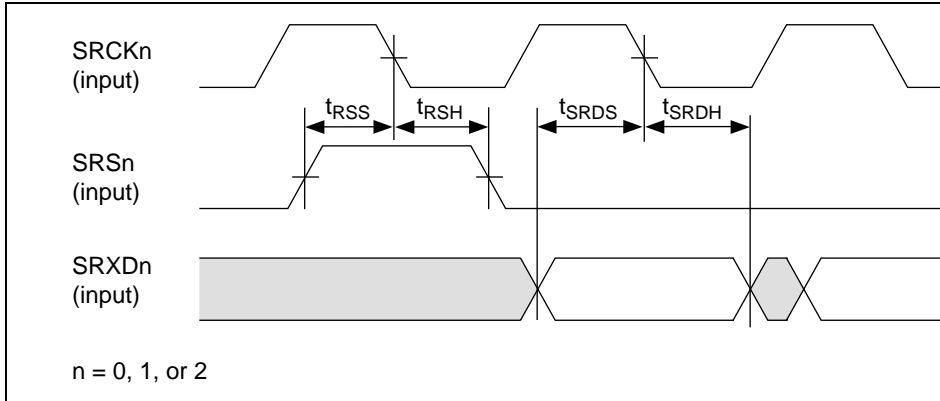 SRCKn
(input)
tRSS
tRSH
tSRDS
tSRDH
SRSn
(input)
SRXDn
(input)
n = 0, 1, or 2